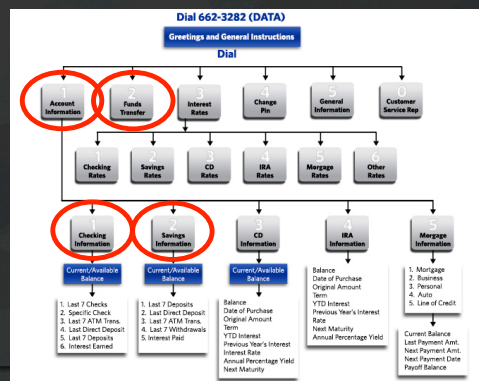 Dial 662-3282 (DATA)
Greetings and General Instructions
Dial
1
Account
Information
2
Funds
Transfer
3
Interest
Rates
4
Change
Pin
5
General
Information
0
Customer
Service Rep
Checking
Rates
2
Savings
Rates
3
CD
Rates
4
IRA
Rates
5
Morgage
Rates
6
Other
Rates
Checking
Information
2
Savings
Information
3
CD
Information
4
IRA
Information
5
Morgage
Information
Current/Available
Balance
1. Last 7 Checks
2. Specific Check
3. Last 7 ATM Trans.
4. Last Direct Deposit
5. Last 7 Deposits
6. Interest Earned
Current/Available
Balance
1. Last 7 Deposits
2. Last Direct Deposit
3. Last 7 ATM Trans.
4. Last 7 Withdrawals
5 Interest Paid
Current/Available
Balance
Balance
Date of Purchase
Original Amount
Term
YTD Interest
Previous Year's Interest
Interest Rate
Annual Percentage Yield
Next Maturity
Balance
Date of Purchase
Original Amount
Term
YTD Interest
Previous Year's Interest
Rate
Next Maturity
Annual Percentage Yield
1. Mortgage
2. Business
3. Personal
4. Auto
5. Line of Credit
Current Balance
Last Payment Amt.
Next Payment Amt.
Next Payment Date
Payoff Balance